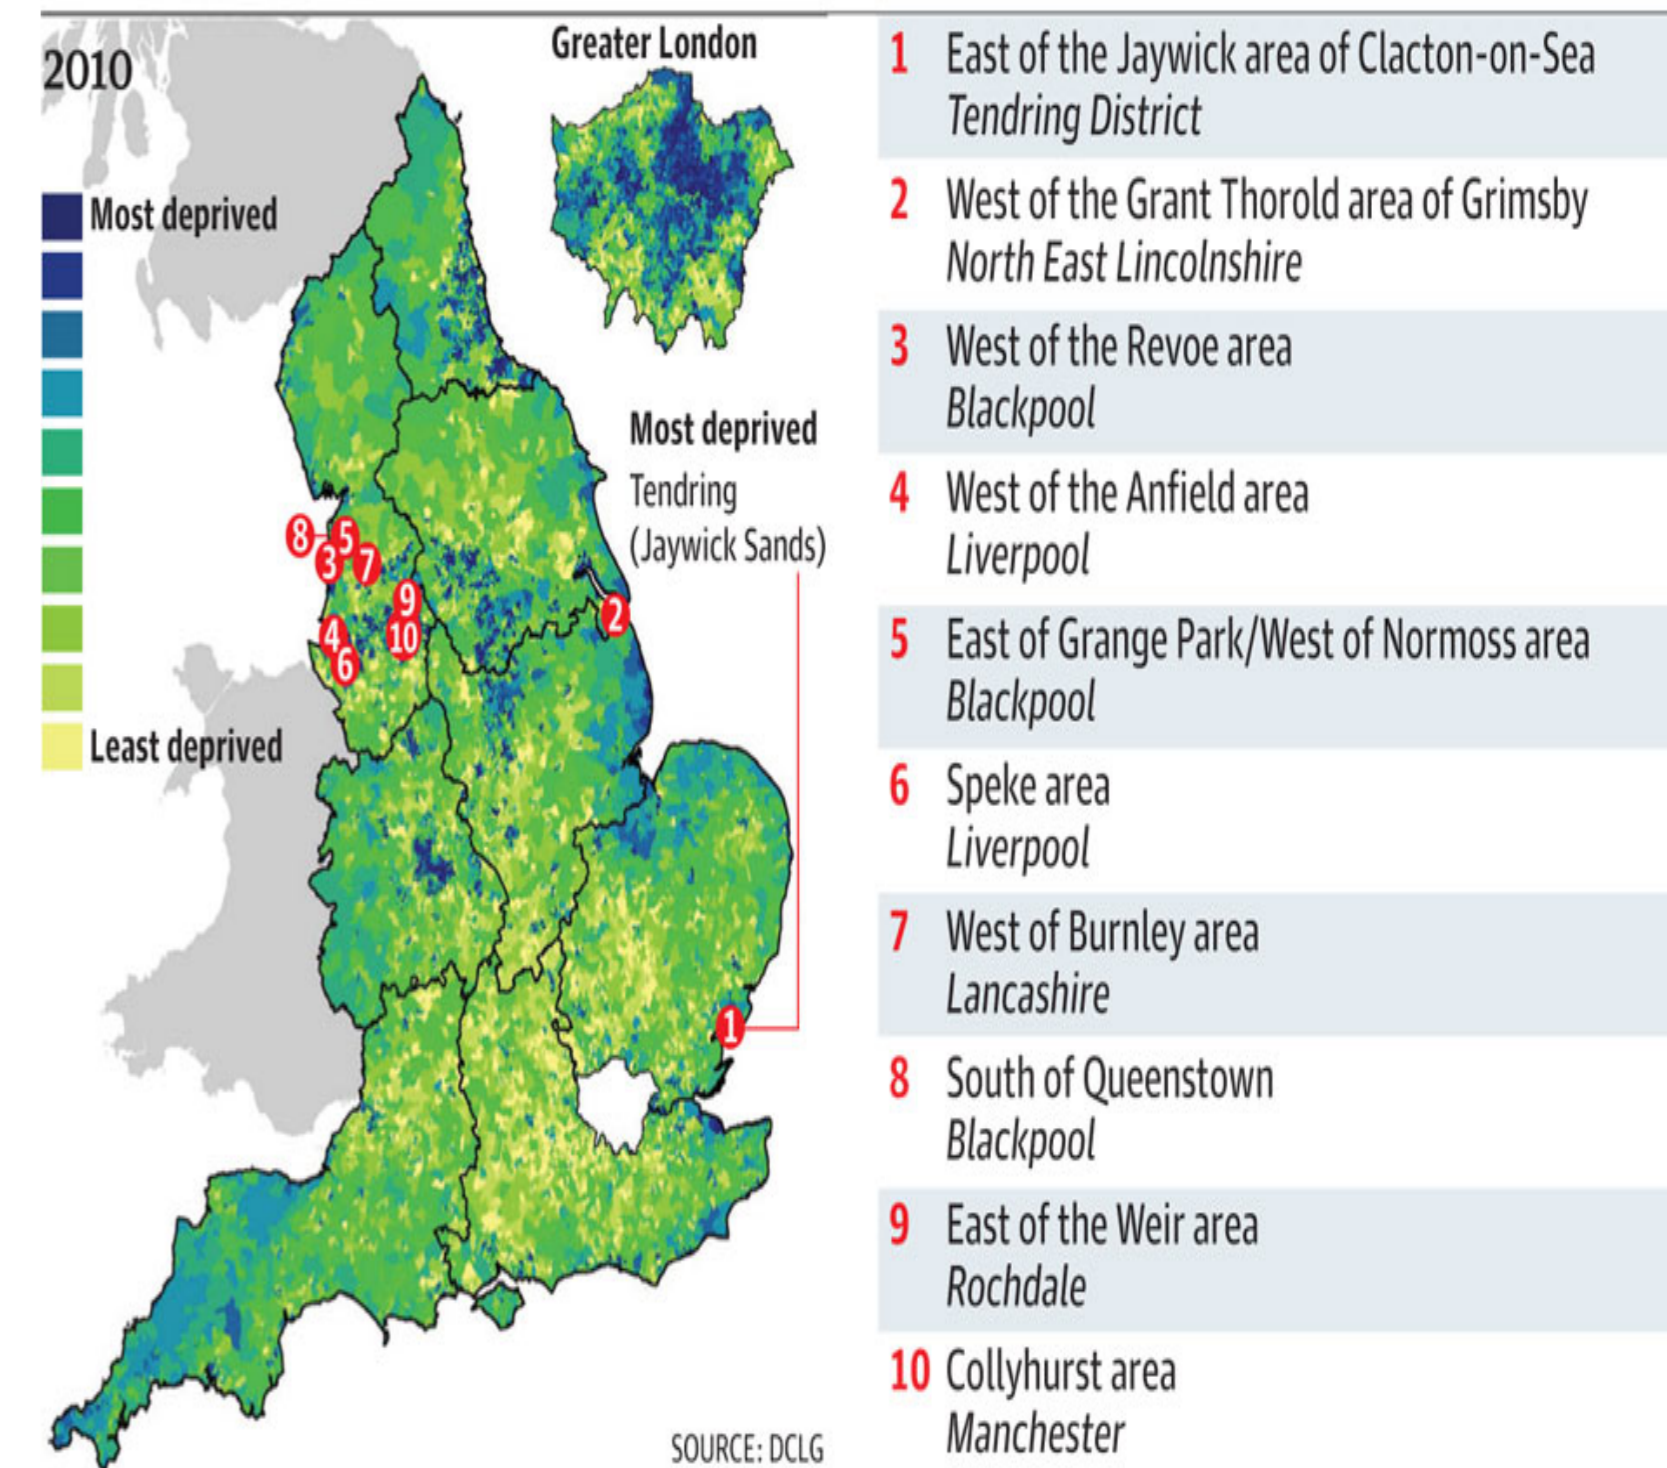 2010
Greater London
Most deprived
Least deprived
Most deprived
Tendring
(Jaywick Sands)
8
5
3
7
9
10
4
6
2
1
SOURCE: DCLG
1 East of the Jaywick area of Clacton-on-Sea
Tendring District
2 West of the Grant Thorold area of Grimsby
North East Lincolnshire
3 West of the Revoe area
Blackpool
4 West of the Anfield area
Liverpool
5 East of Grange Park/West of Normoss area
Blackpool
6 Speke area
Liverpool
7 West of Burnley area
Lancashire
8 South of Queenstown
Blackpool
9 East of the Weir area
Rochdale
10 Collyhurst area
Manchester